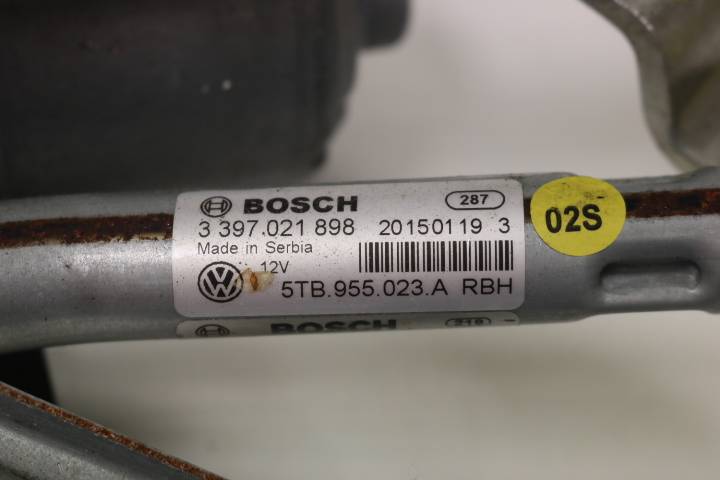 BOSCH 287
3 397.021 898 20150119 3
Made in Serbia
12V
5TB.955.023.A RBH
BOSCH
02S